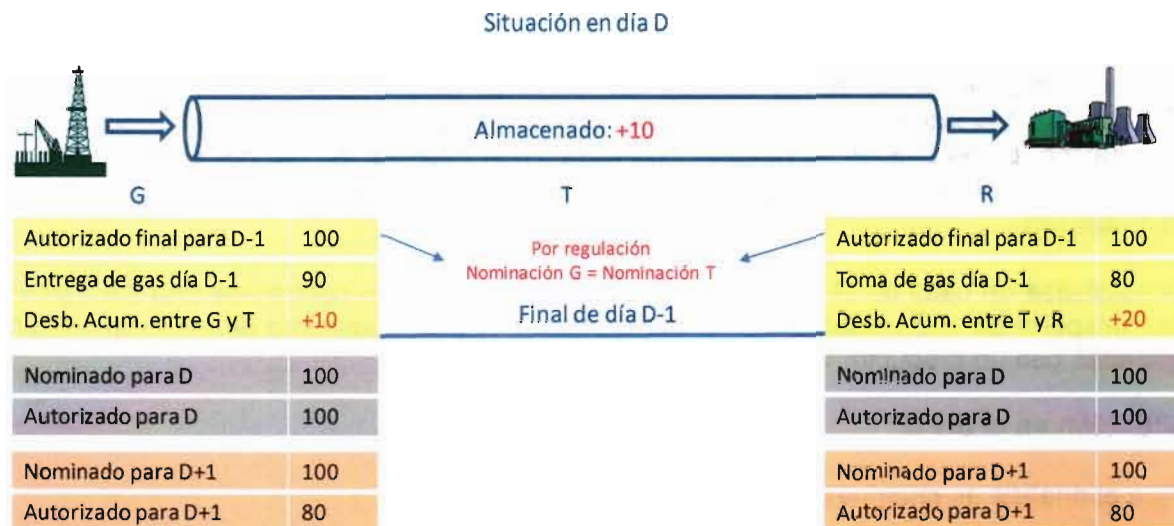 Situación en día D
Almacenado: +10
G
T
R
Autorizado final para D-1 100
Entrega de gas día D-1 90
Desb. Acum. entre G y T +10
Por regulación
Nominación G = Nominación T
Final de día D-1
Autorizado final para D-1 100
Toma de gas día D-1 80
Desb. Acum. entre T y R +20
Nominado para D 100
Autorizado para D 100
Nominado para D 100
Autorizado para D 100
Nominado para D+1 100
Autorizado para D+1 80
Nominado para D+1 100
Autorizado para D+1 80